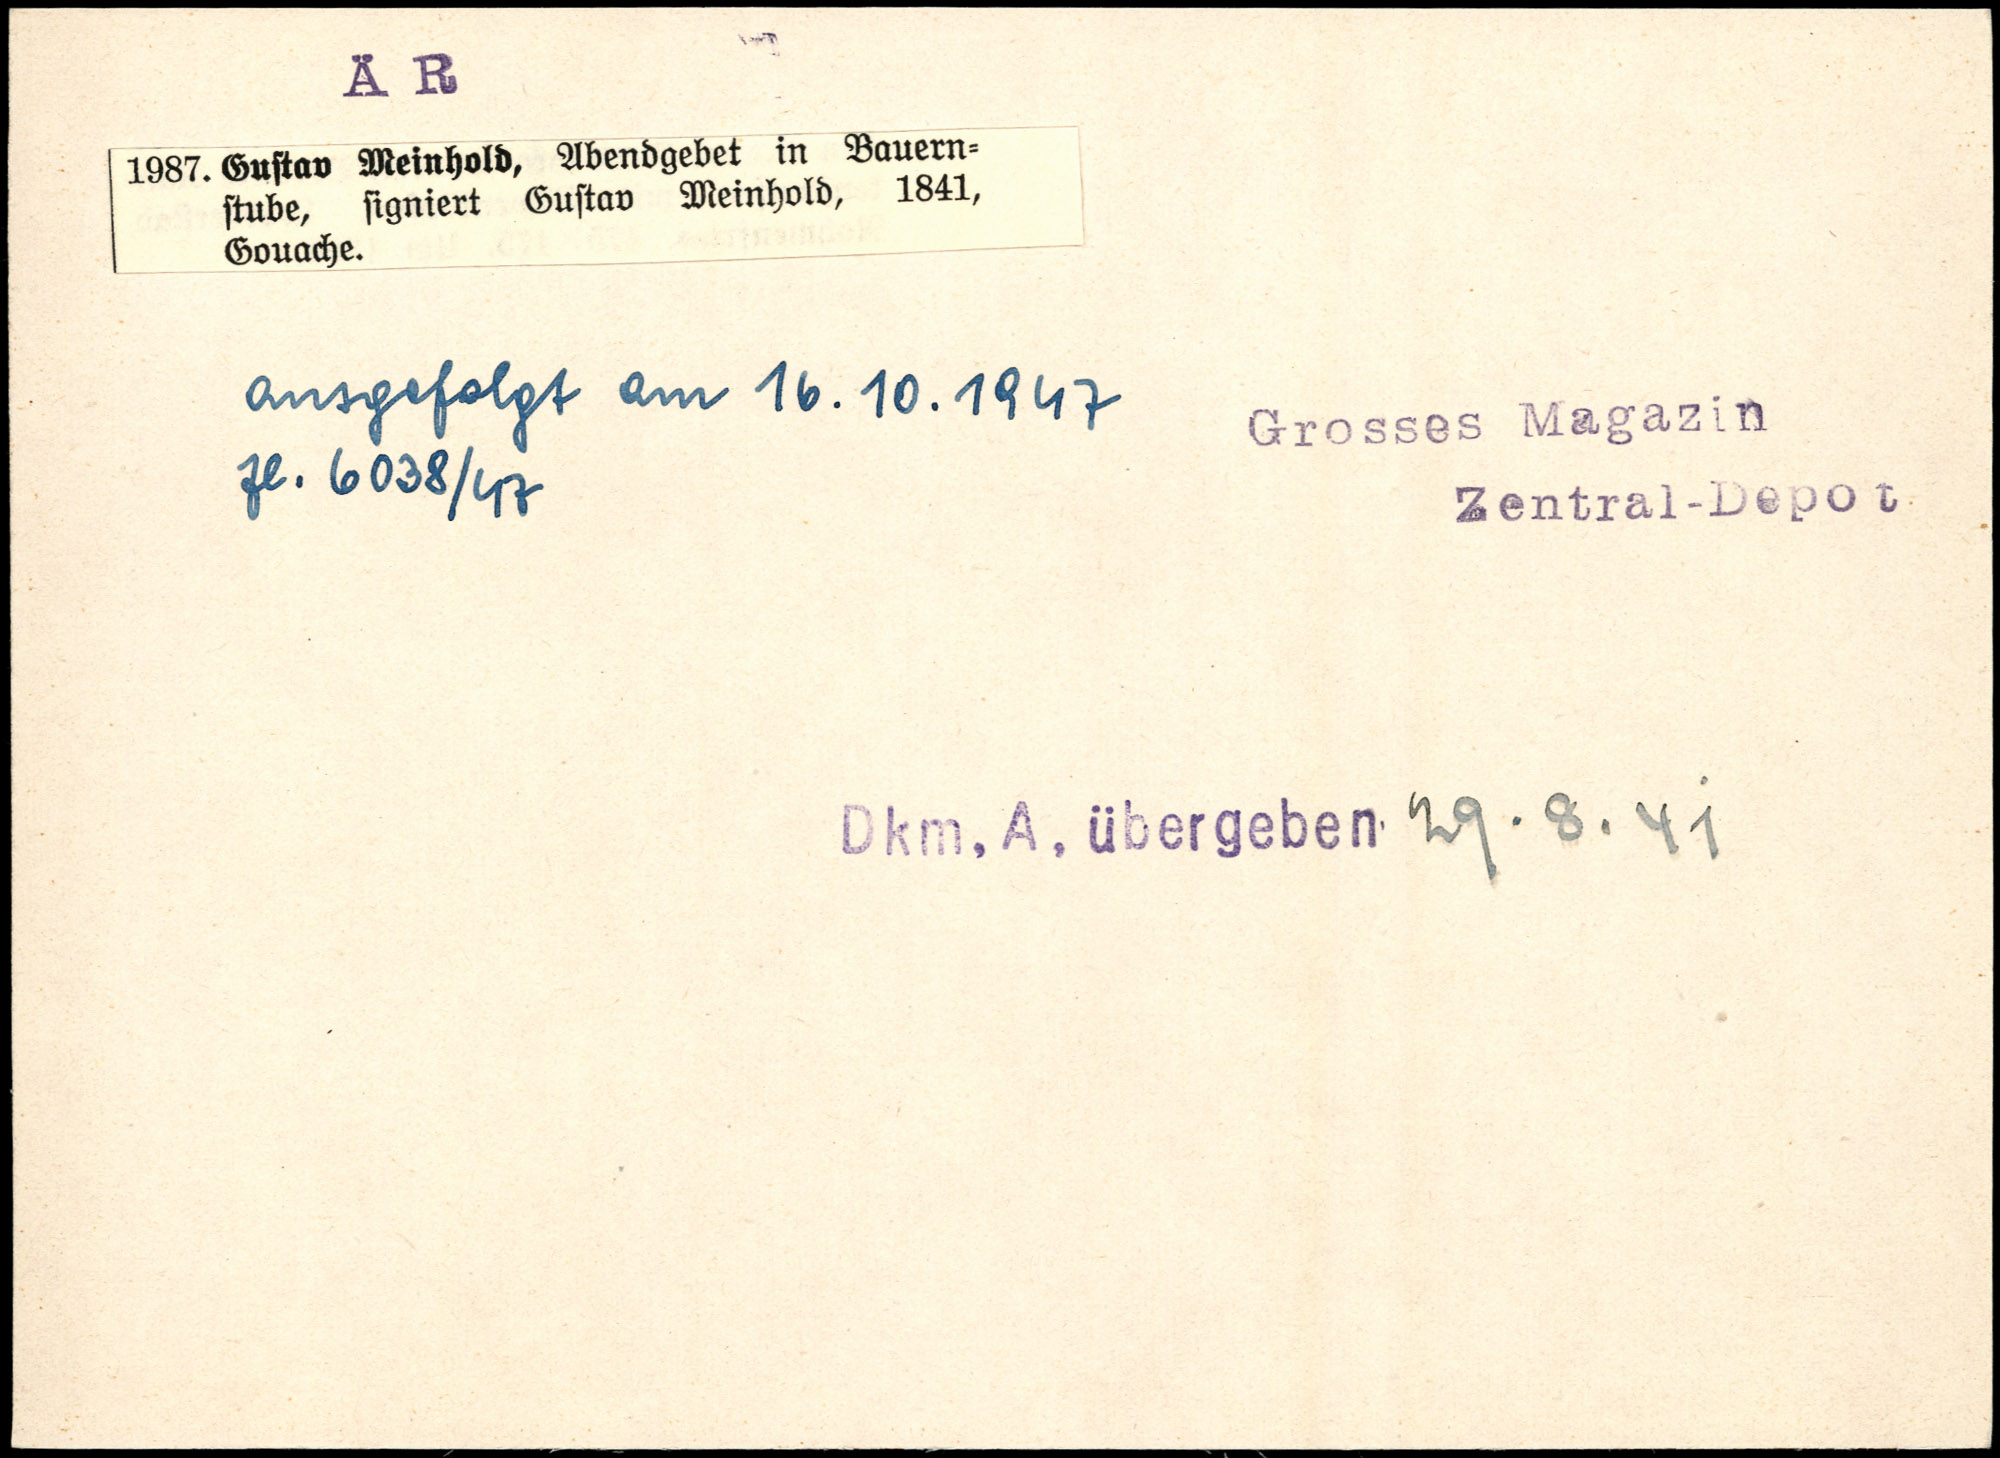 Ä R
1987. Gustav Meinhold, Abendgebet in Bauern=
stube, signiert Gustav Meinhold, 1841,
Gouache.
ausgefolgt am 16.10.1947
Zl. 6038/47
Grosses Magazin
Zentral-Depot
Dkm. A. übergeben 29.8.41